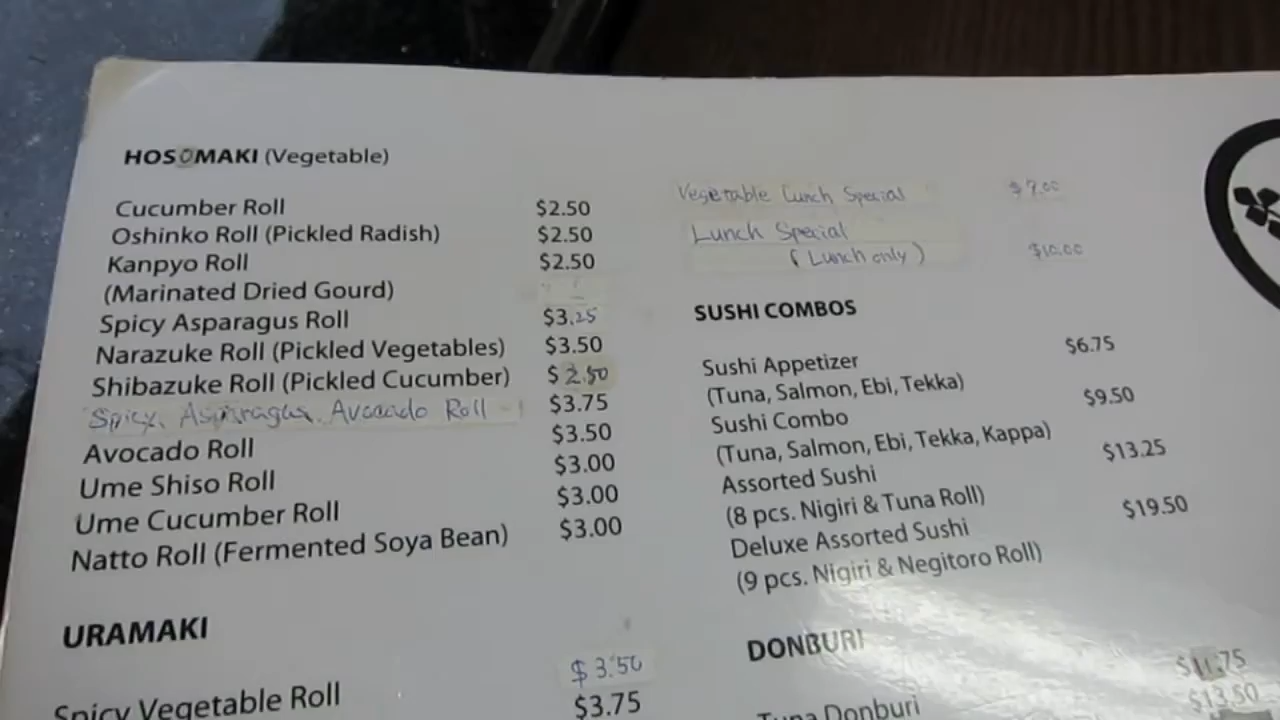 HOSOMAKI (Vegetable)
Cucumber Roll $2.50
Oshinko Roll (Pickled Radish) $2.50
Kanpyo Roll $2.50
(Marinated Dried Gourd)
Spicy Asparagus Roll $3.25
Narazuke Roll (Pickled Vegetables) $3.50
Shibazuke Roll (Pickled Cucumber) $2.50
Spicy Asparagus Avocado Roll $3.75
Avocado Roll $3.50
Ume Shiso Roll $3.00
Ume Cucumber Roll $3.00
Natto Roll (Fermented Soya Bean) $3.00
URAMAKI
$3.50
Spicy Vegetable Roll $3.75
Vegetable Lunch Special
Lunch Special
(Lunch only) $10.00
SUSHI COMBOS
Sushi Appetizer $6.75
(Tuna, Salmon, Ebi, Tekka)
Sushi Combo $9.50
(Tuna, Salmon, Ebi, Tekka, Kappa)
Assorted Sushi $13.25
(8 pcs. Nigiri & Tuna Roll)
Deluxe Assorted Sushi $19.50
(9 pcs. Nigiri & Negitoro Roll)
DONBURI
$11.75
Tuna Donburi $13.50